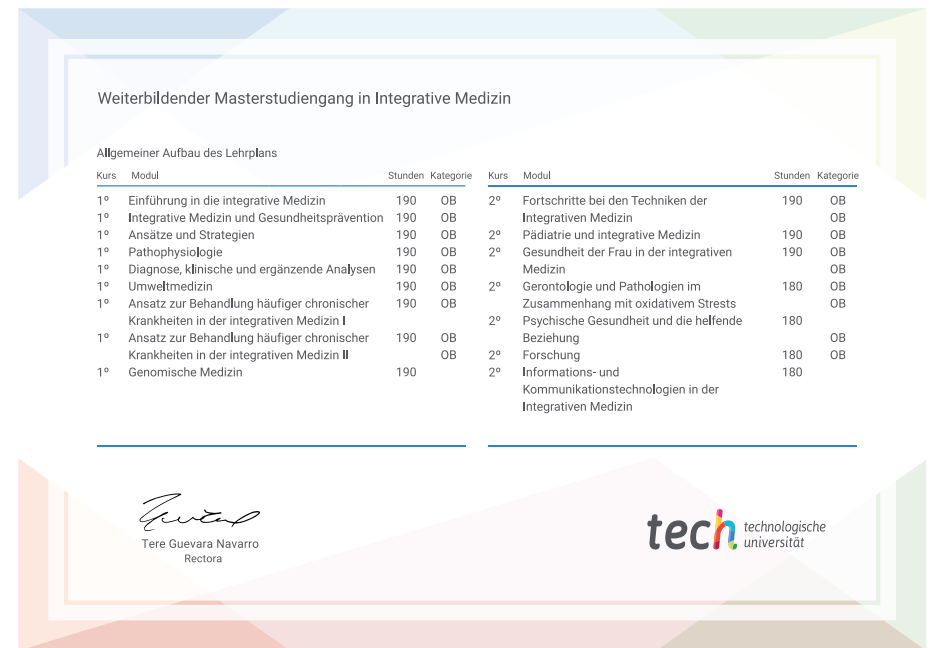 Weiterbildender Masterstudiengang in Integrative Medizin
Allgemeiner Aufbau des Lehrplans
Kurs Modul Stunden Kategorie
1º Einführung in die integrative Medizin 190 OB
1º Integrative Medizin und Gesundheitsprävention 190 OB
1º Ansätze und Strategien 190 OB
1º Pathophysiologie 190 OB
1º Diagnose, klinische und ergänzende Analysen 190 OB
1º Umweltmedizin 190 OB
1º Ansatz zur Behandlung häufiger chronischer 190 OB
Krankheiten in der integrativen Medizin I
1º Ansatz zur Behandlung häufiger chronischer 190 OB
Krankheiten in der integrativen Medizin II OB
1º Genomische Medizin 190
Kurs Modul Stunden Kategorie
2º Fortschritte bei den Techniken der 190 OB
Integrativen Medizin OB
2º Pädiatrie und integrative Medizin 190 OB
2º Gesundheit der Frau in der integrativen 190 OB
Medizin OB
2º Gerontologie und Pathologien im 180 OB
Zusammenhang mit oxidativem Strests OB
2º Psychische Gesundheit und die helfende 180
Beziehung OB
2º Forschung 180 OB
2º Informations- und 180
Kommunikationstechnologien in der
Integrativen Medizin
Tere Guevara Navarro
Rectora
tech technologische
universität